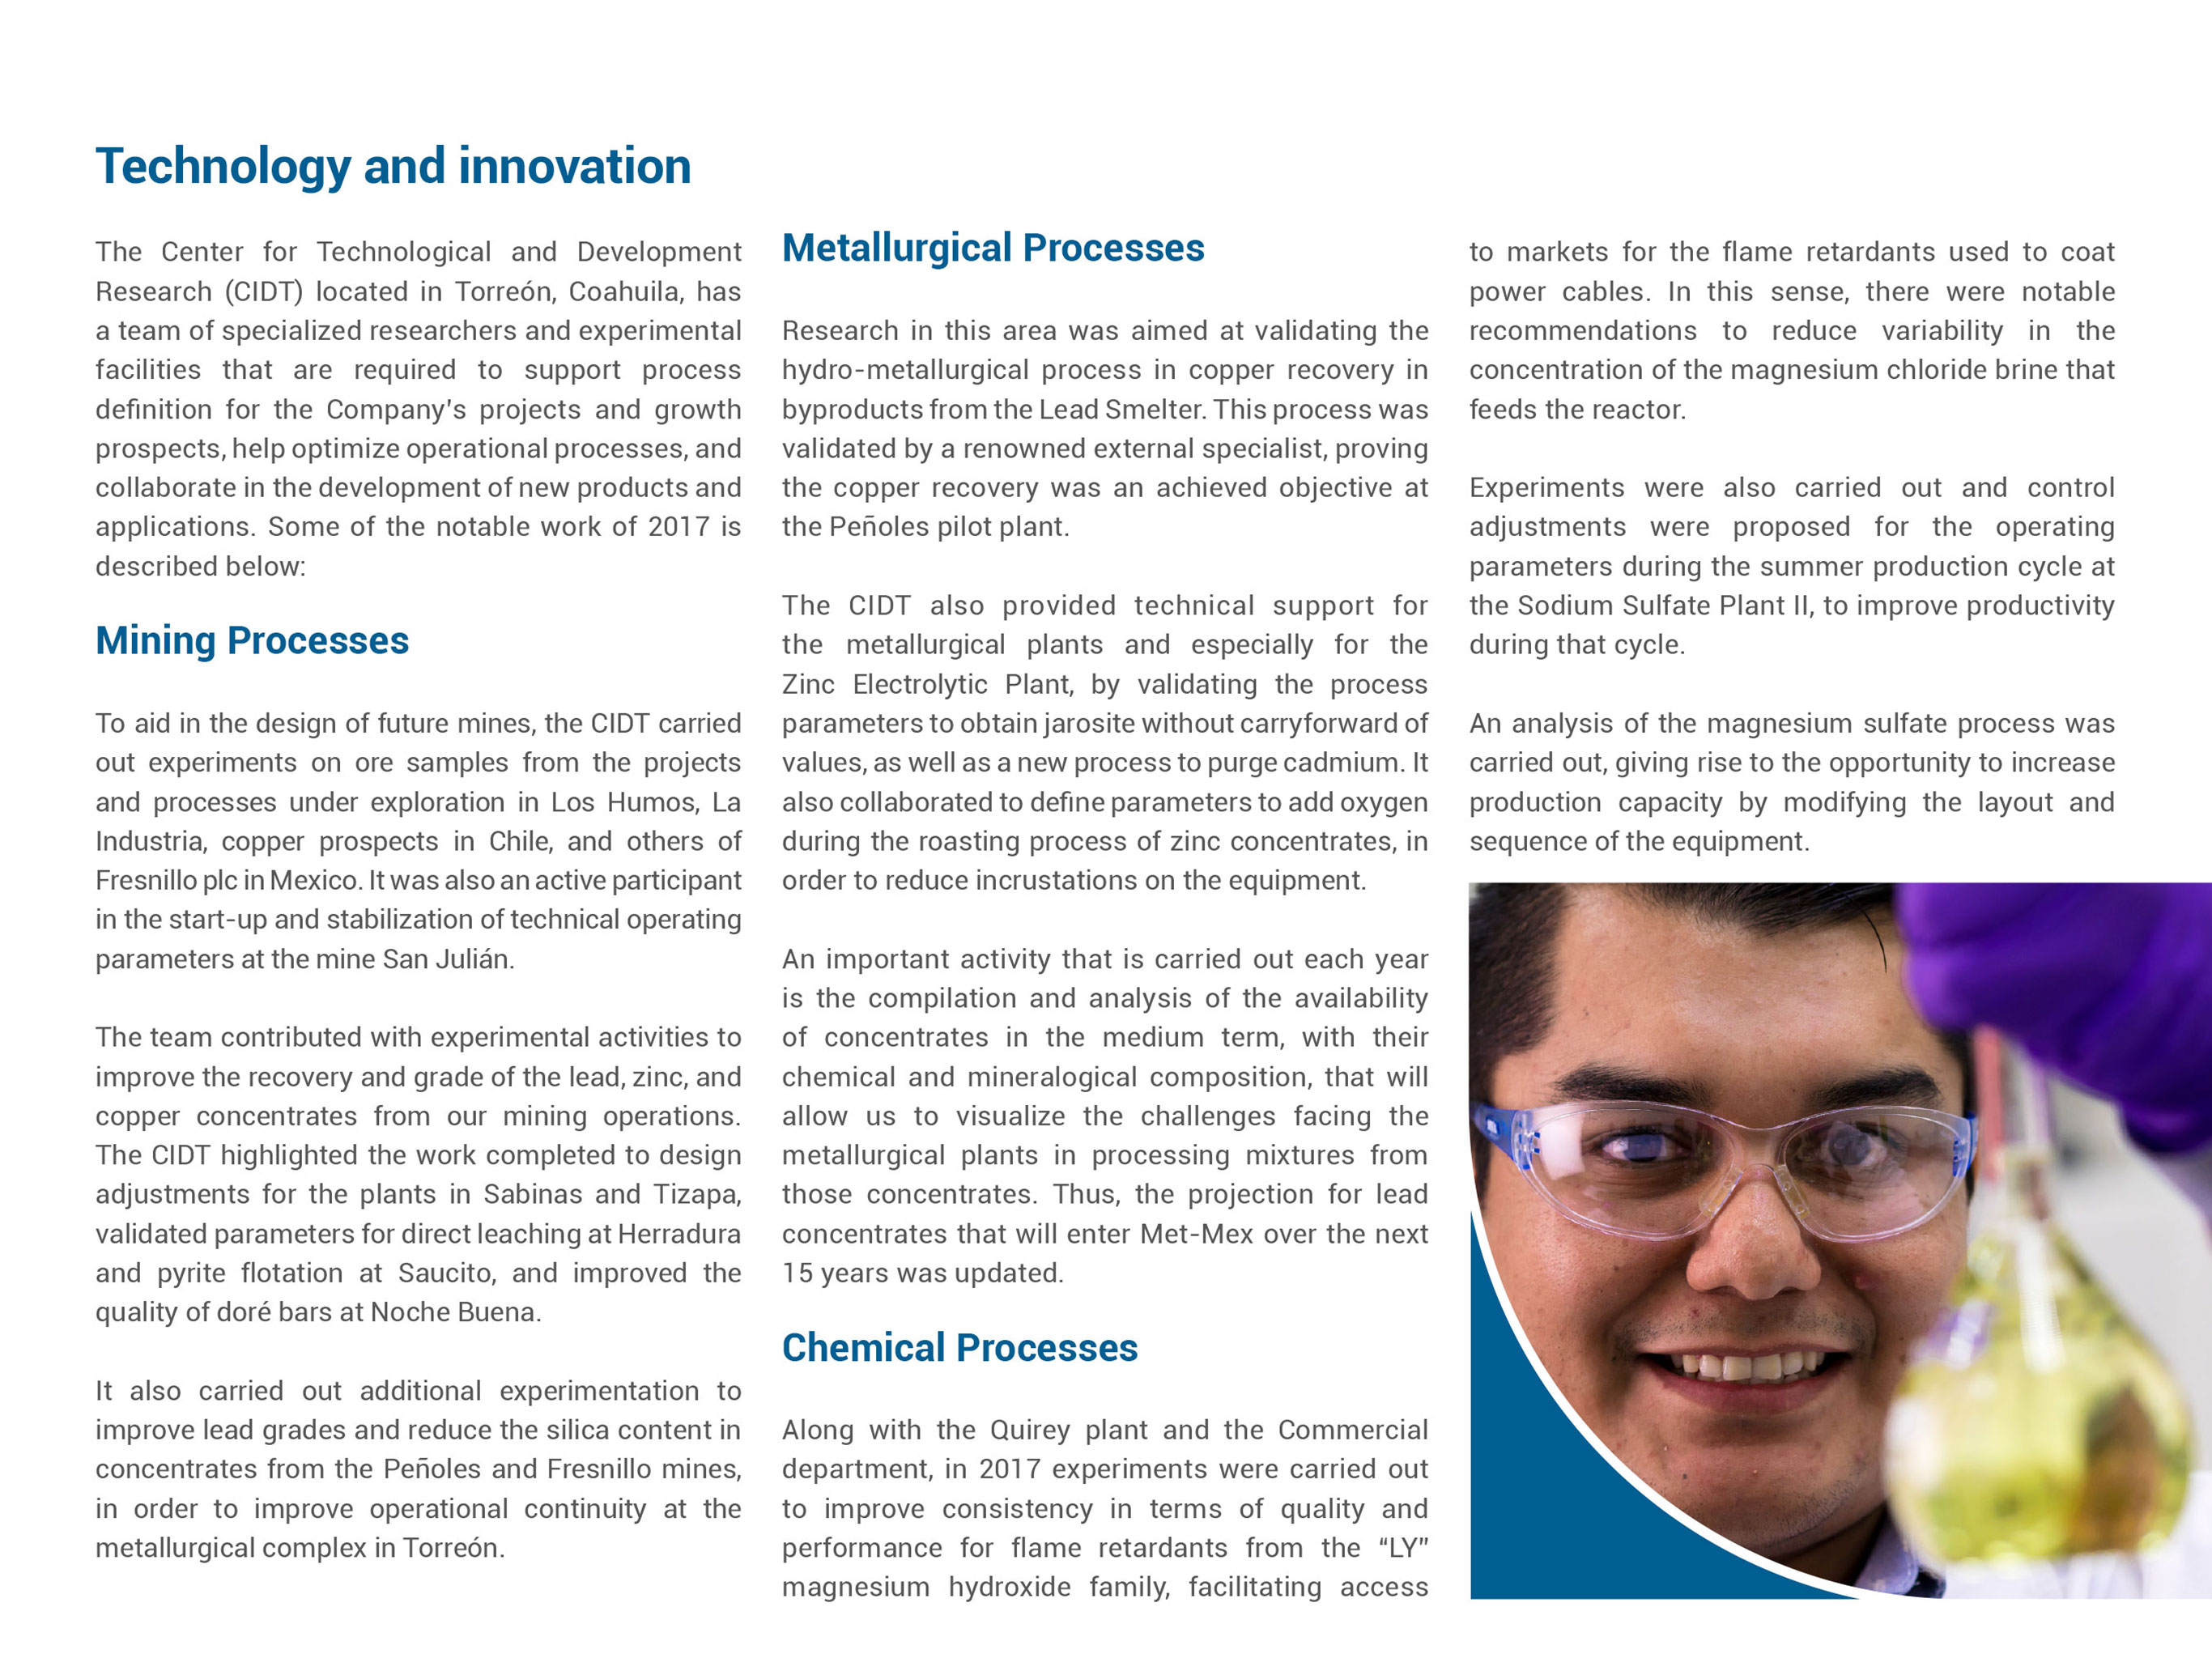 Technology and innovation
The Center for Technological and Development
Research (CIDT) located in Torreón, Coahuila, has
a team of specialized researchers and experimental
facilities that are required to support process
definition for the Company's projects and growth
prospects, help optimize operational processes, and
collaborate in the development of new products and
applications. Some of the notable work of 2017 is
described below:
Mining Processes
To aid in the design of future mines, the CIDT carried
out experiments on ore samples from the projects
and processes under exploration in Los Humos, La
Industria, copper prospects in Chile, and others of
Fresnillo plc in Mexico. It was also an active participant
in the start-up and stabilization of technical operating
parameters at the mine San Julián.
The team contributed with experimental activities to
improve the recovery and grade of the lead, zinc, and
copper concentrates from our mining operations.
The CIDT highlighted the work completed to design
adjustments for the plants in Sabinas and Tizapa,
validated parameters for direct leaching at Herradura
and pyrite flotation at Saucito, and improved the
quality of doré bars at Noche Buena.
It also carried out additional experimentation to
improve lead grades and reduce the silica content in
concentrates from the Peñoles and Fresnillo mines,
in order to improve operational continuity at the
metallurgical complex in Torreón.
Metallurgical Processes
Research in this area was aimed at validating the
hydro-metallurgical process in copper recovery in
byproducts from the Lead Smelter. This process was
validated by a renowned external specialist, proving
the copper recovery was an achieved objective at
the Peñoles pilot plant.
The CIDT also provided technical support for
the metallurgical plants and especially for the
Zinc Electrolytic Plant, by validating the process
parameters to obtain jarosite without carryforward of
values, as well as a new process to purge cadmium. It
also collaborated to define parameters to add oxygen
during the roasting process of zinc concentrates, in
order to reduce incrustations on the equipment.
An important activity that is carried out each year
is the compilation and analysis of the availability
of concentrates in the medium term, with their
chemical and mineralogical composition, that will
allow us to visualize the challenges facing the
metallurgical plants in processing mixtures from
those concentrates. Thus, the projection for lead
concentrates that will enter Met-Mex over the next
15 years was updated.
Chemical Processes
Along with the Quirey plant and the Commercial
department, in 2017 experiments were carried out
to improve consistency in terms of quality and
performance for flame retardants from the “LY”
magnesium hydroxide family, facilitating access
to markets for the flame retardants used to coat
power cables. In this sense, there were notable
recommendations to reduce variability in the
concentration of the magnesium chloride brine that
feeds the reactor.
Experiments were also carried out and control
adjustments were proposed for the operating
parameters during the summer production cycle at
the Sodium Sulfate Plant II, to improve productivity
during that cycle.
An analysis of the magnesium sulfate process was
carried out, giving rise to the opportunity to increase
production capacity by modifying the layout and
sequence of the equipment.